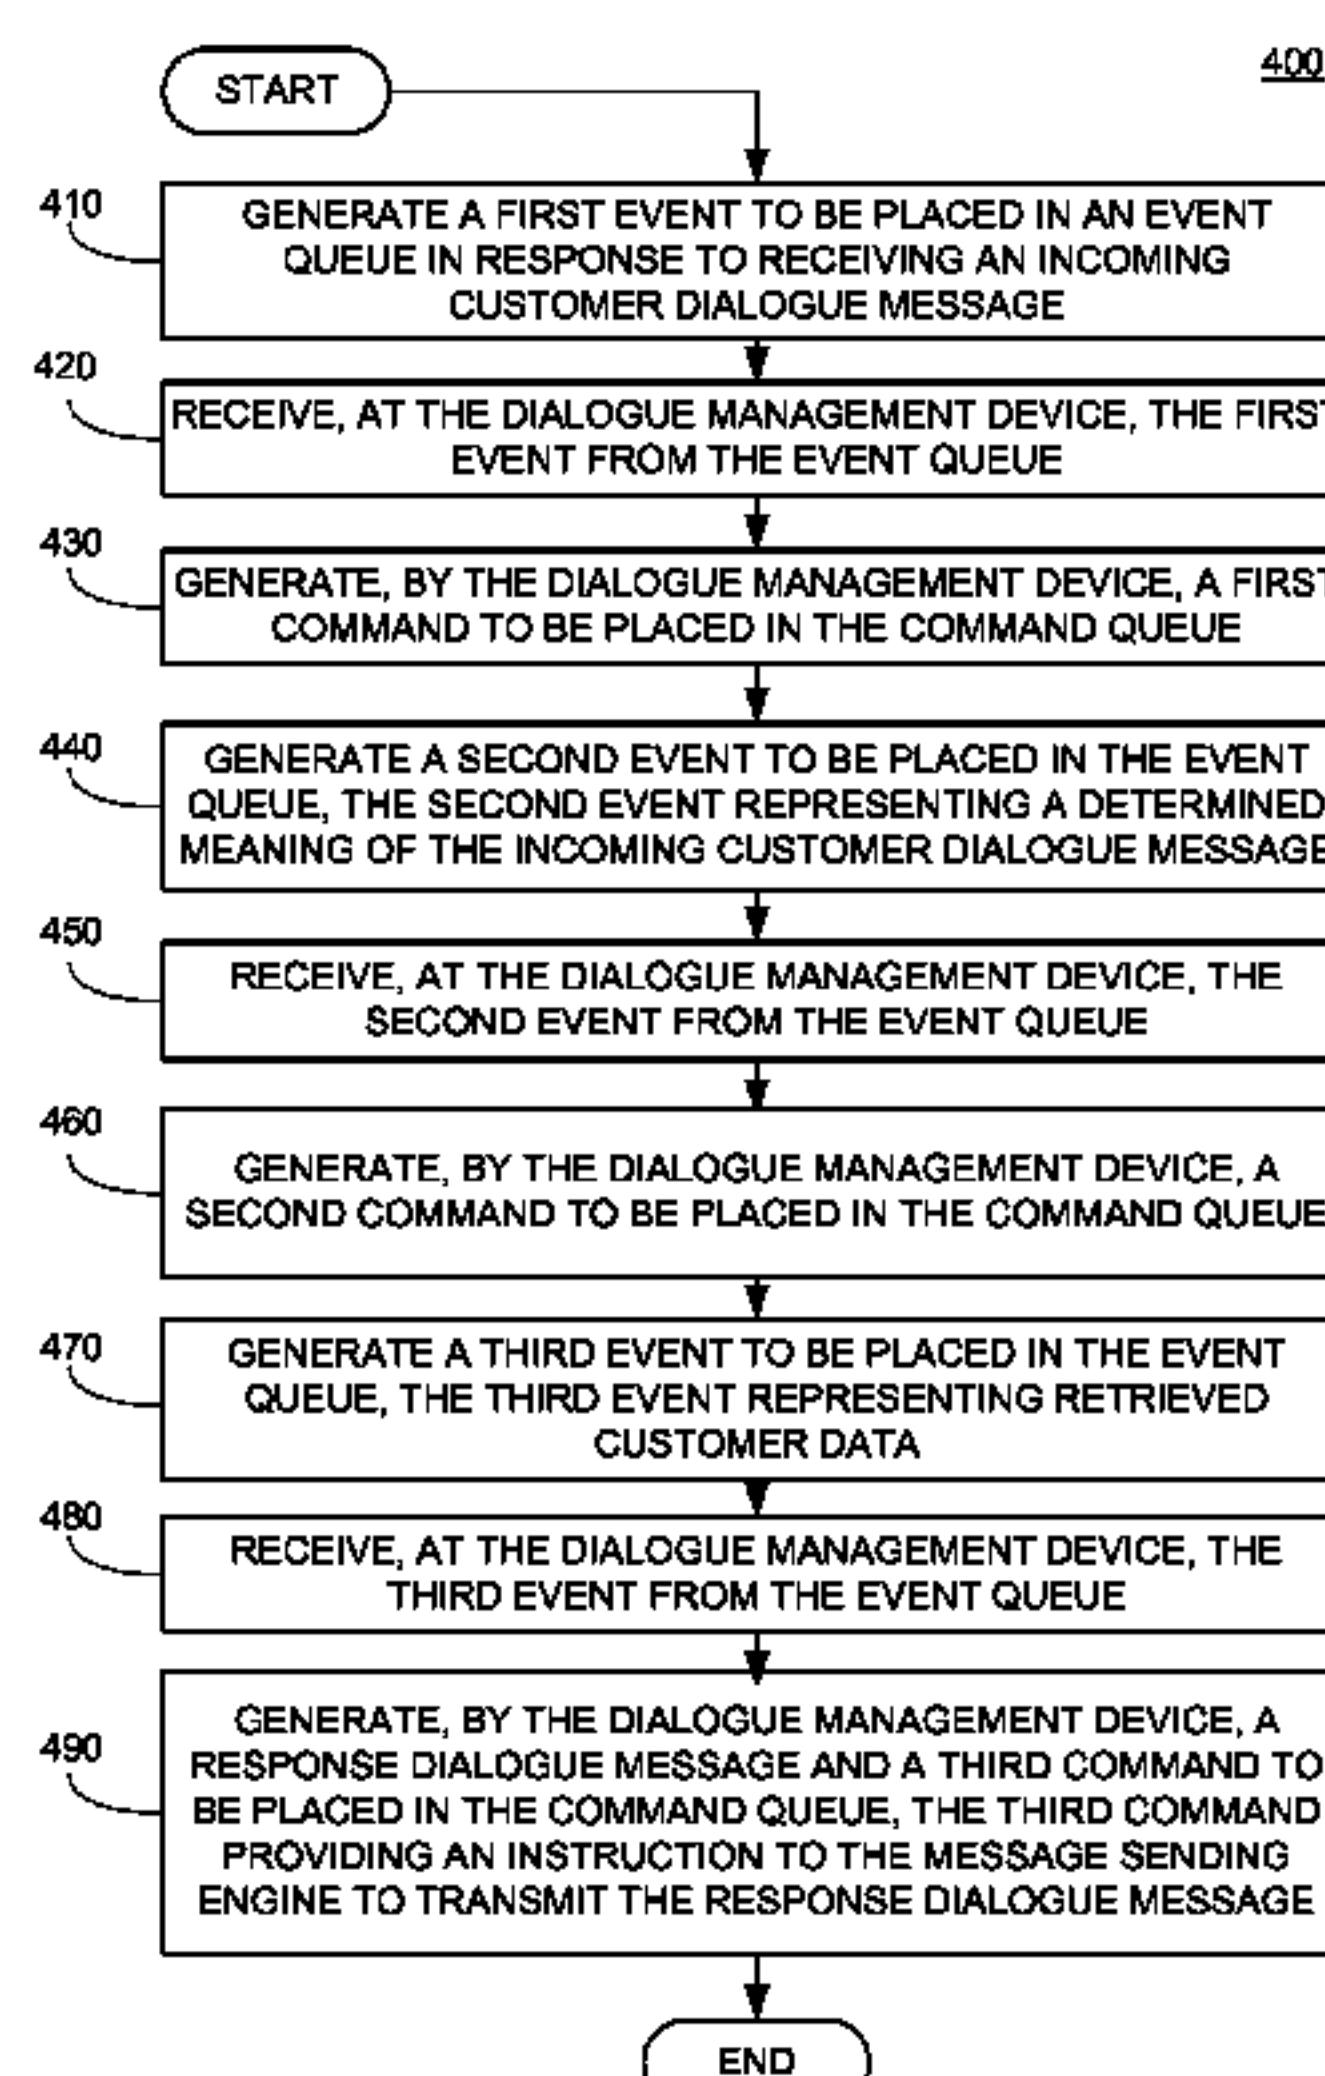 START
400
410
GENERATE A FIRST EVENT TO BE PLACED IN AN EVENT
QUEUE IN RESPONSE TO RECEIVING AN INCOMING
CUSTOMER DIALOGUE MESSAGE
420
RECEIVE, AT THE DIALOGUE MANAGEMENT DEVICE, THE FIRST
EVENT FROM THE EVENT QUEUE
430
GENERATE, BY THE DIALOGUE MANAGEMENT DEVICE, A FIRST
COMMAND TO BE PLACED IN THE COMMAND QUEUE
440
GENERATE A SECOND EVENT TO BE PLACED IN THE EVENT
QUEUE, THE SECOND EVENT REPRESENTING A DETERMINED
MEANING OF THE INCOMING CUSTOMER DIALOGUE MESSAGE
450
RECEIVE, AT THE DIALOGUE MANAGEMENT DEVICE, THE
SECOND EVENT FROM THE EVENT QUEUE
460
GENERATE, BY THE DIALOGUE MANAGEMENT DEVICE, A
SECOND COMMAND TO BE PLACED IN THE COMMAND QUEUE
470
GENERATE A THIRD EVENT TO BE PLACED IN THE EVENT
QUEUE, THE THIRD EVENT REPRESENTING RETRIEVED
CUSTOMER DATA
480
RECEIVE, AT THE DIALOGUE MANAGEMENT DEVICE, THE
THIRD EVENT FROM THE EVENT QUEUE
490
GENERATE, BY THE DIALOGUE MANAGEMENT DEVICE, A
RESPONSE DIALOGUE MESSAGE AND A THIRD COMMAND TO
BE PLACED IN THE COMMAND QUEUE, THE THIRD COMMAND
PROVIDING AN INSTRUCTION TO THE MESSAGE SENDING
ENGINE TO TRANSMIT THE RESPONSE DIALOGUE MESSAGE
END